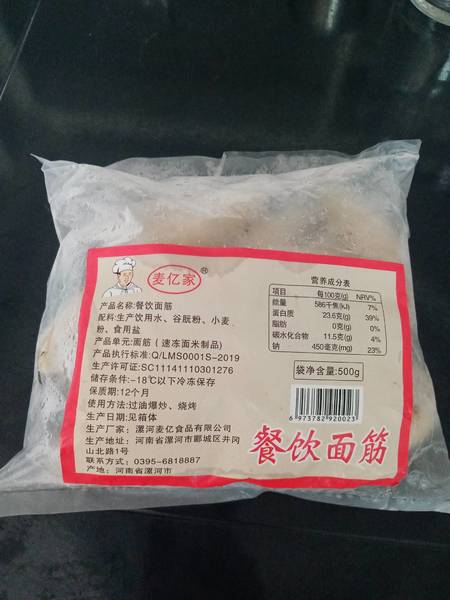 麦亿家®
产品名称:餐饮面筋
配料:生产饮用水、谷朊粉、小麦
粉、食用盐
产品单元:面筋（速冻面米制品）
产品执行标准:Q/LMS0001S-2019
生产许可证:SC11141110301276
储存条件:-18℃以下冷冻保存
保质期:12个月
使用方法:过油爆炒、烧烤
生产日期:见箱体
生产厂家: 漯河麦亿食品有限公司
生产地址: 河南省漯河市郾城区井冈
山北路1号
联系方式: 0395-6818887
产地: 河南省漯河市
营养成分表
项目 每100克(g) NRV%
能量 586千焦(kJ) 7%
蛋白质 23.6克(g) 39%
脂肪 0克(g) 0%
碳水化合物 11.5克(g) 4%
钠 450毫克(mg) 23%
袋净含量:500g
6 973782 920023
餐饮面筋